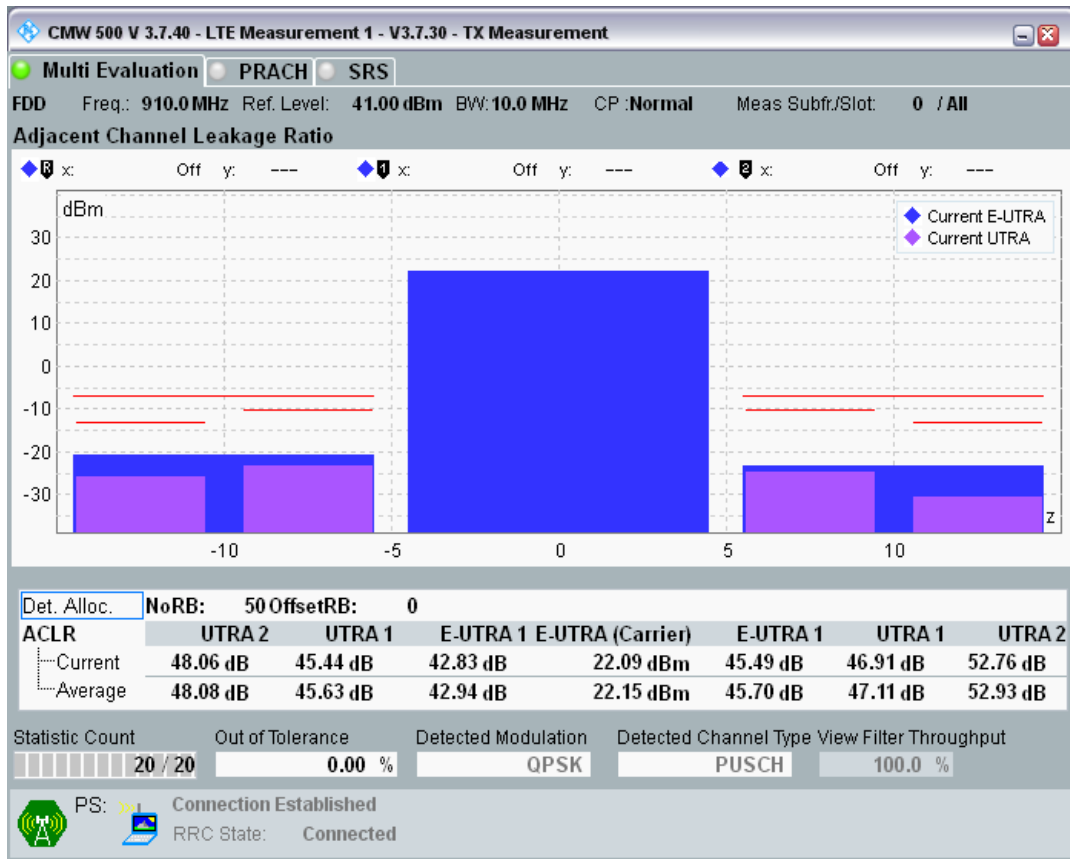 CMW 500 V 3.7.40 - LTE Measurement 1 - V3.7.30 - TX Measurement
Multi Evaluation PRACH SRS
FDD Freq.: 910.0 MHz Ref. Level: 41.00 dBm BW: 10.0 MHz CP :Normal Meas Subfr./Slot: 0 / All
Adjacent Channel Leakage Ratio
R x: Off y: --- 1 x: Off y: --- 2 x: Off y: ---
dBm
Current E-UTRA
Current UTRA
30
20
10
0
-10
-20
-30
z
-10 -5 0 5 10
Det. Alloc. NoRB: 50 OffsetRB: 0
ACLR UTRA 2 UTRA 1 E-UTRA 1 E-UTRA (Carrier) E-UTRA 1 UTRA 1 UTRA 2
Current 48.06 dB 45.44 dB 42.83 dB 22.09 dBm 45.49 dB 46.91 dB 52.76 dB
Average 48.08 dB 45.63 dB 42.94 dB 22.15 dBm 45.70 dB 47.11 dB 52.93 dB
Statistic Count Out of Tolerance Detected Modulation Detected Channel Type View Filter Throughput
20 / 20 0.00 % QPSK PUSCH 100.0 %
PS: Connection Established
RRC State: Connected